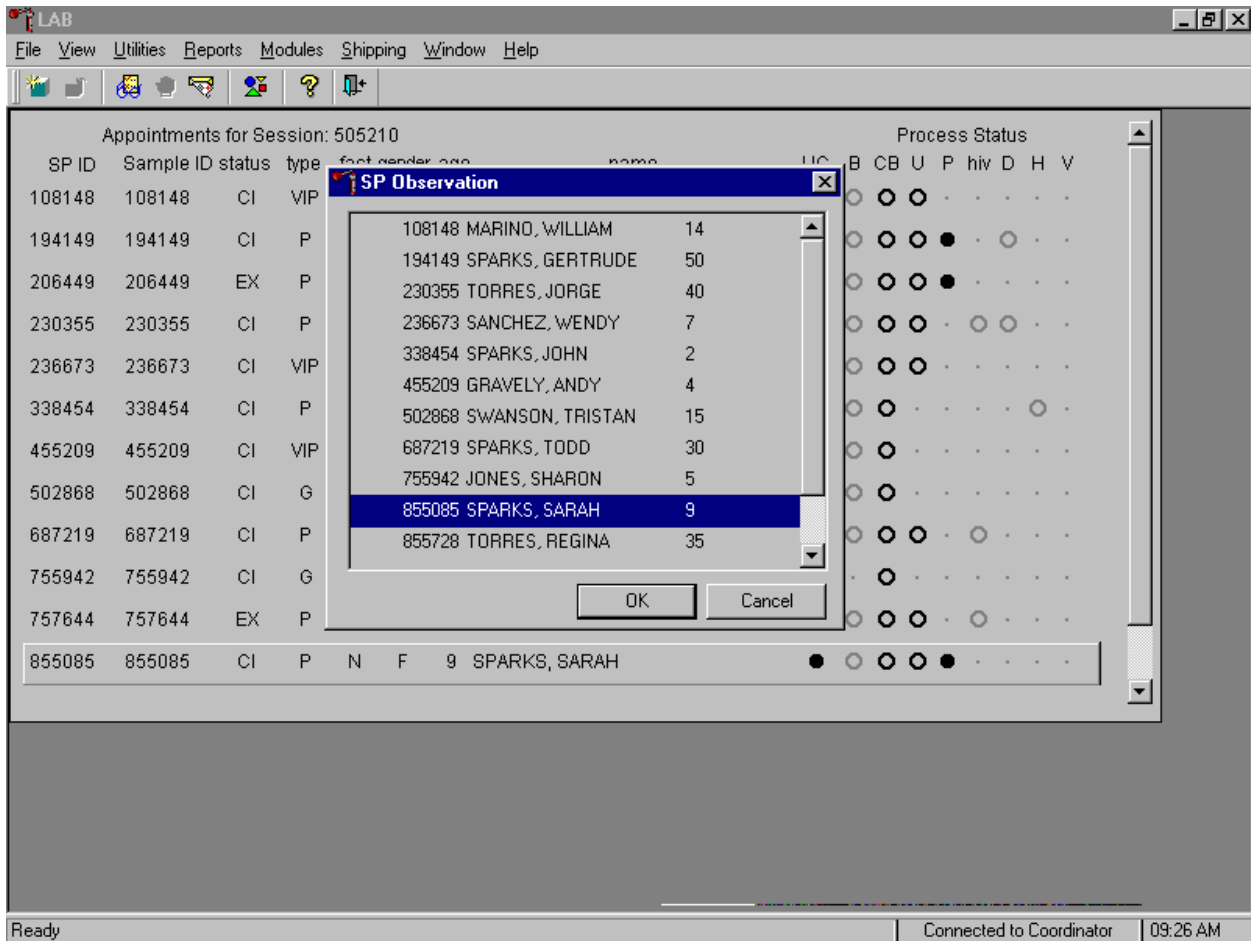 LAB
File View Utilities Reports Modules Shipping Window Help
Appointments for Session: 505210 Process Status
SP ID Sample ID status type fast gender age name UC B CB U P hiv D H V
108148 108148 CI VIP
194149 194149 CI P
206449 206449 EX P
230355 230355 CI P
236673 236673 CI VIP
338454 338454 CI P
455209 455209 CI VIP
502868 502868 CI G
687219 687219 CI P
755942 755942 CI G
757644 757644 EX P
855085 855085 CI P N F 9 SPARKS, SARAH
SP Observation
108148 MARINO, WILLIAM 14
194149 SPARKS, GERTRUDE 50
230355 TORRES, JORGE 40
236673 SANCHEZ, WENDY 7
338454 SPARKS, JOHN 2
455209 GRAVELY, ANDY 4
502868 SWANSON, TRISTAN 15
687219 SPARKS, TODD 30
755942 JONES, SHARON 5
855085 SPARKS, SARAH 9
855728 TORRES, REGINA 35
OK Cancel
Ready Connected to Coordinator 09:26 AM